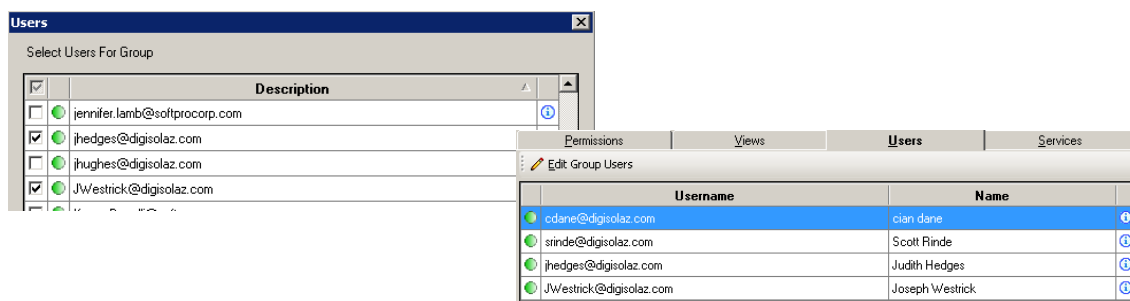 Users
Select Users For Group
Description
jennifer.lamb@softprocorp.com
jhedges@digisolaz.com
jhughes@digisolaz.com
JWestrick@digisolaz.com
Permissions Views Users Services
Edit Group Users
Username Name
cdane@digisolaz.com cian dane
srinde@digisolaz.com Scott Rinde
jhedges@digisolaz.com Judith Hedges
JWestrick@digisolaz.com Joseph Westrick